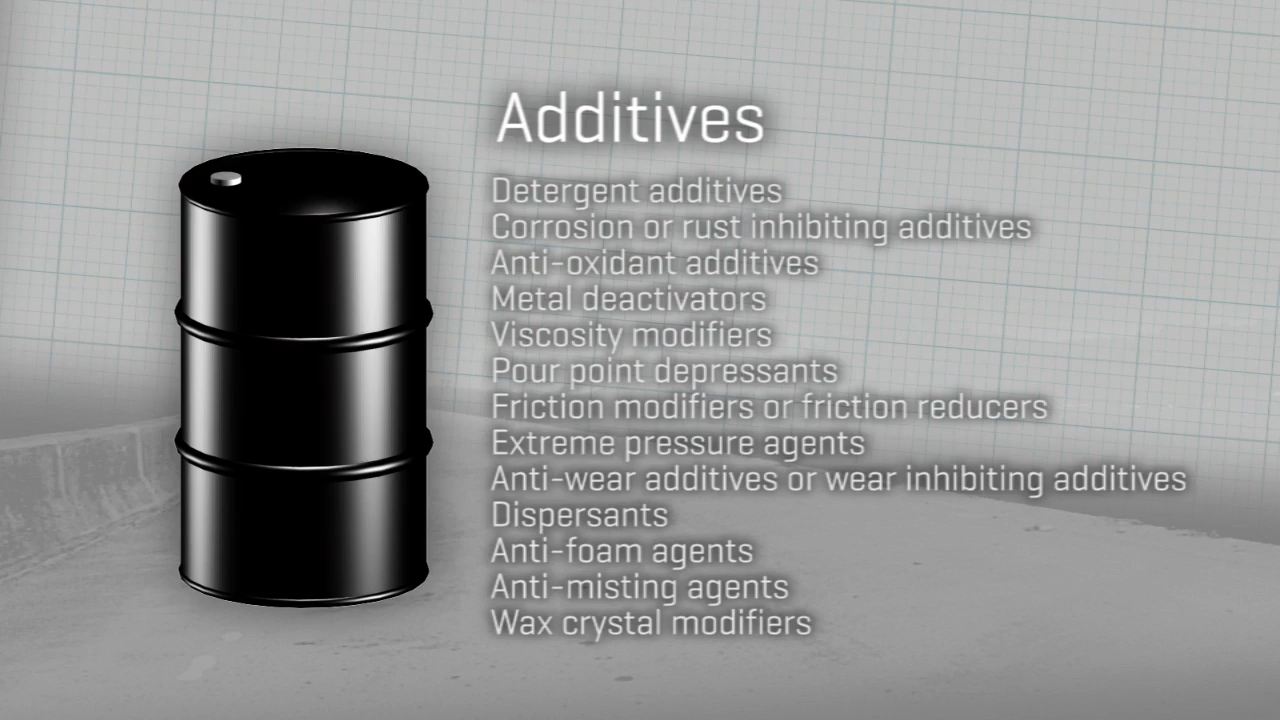 Additives
Detergent additives
Corrosion or rust inhibiting additives
Anti-oxidant additives
Metal deactivators
Viscosity modifiers
Pour point depressants
Friction modifiers or friction reducers
Extreme pressure agents
Anti-wear additives or wear inhibiting additives
Dispersants
Anti-foam agents
Anti-misting agents
Wax crystal modifiers